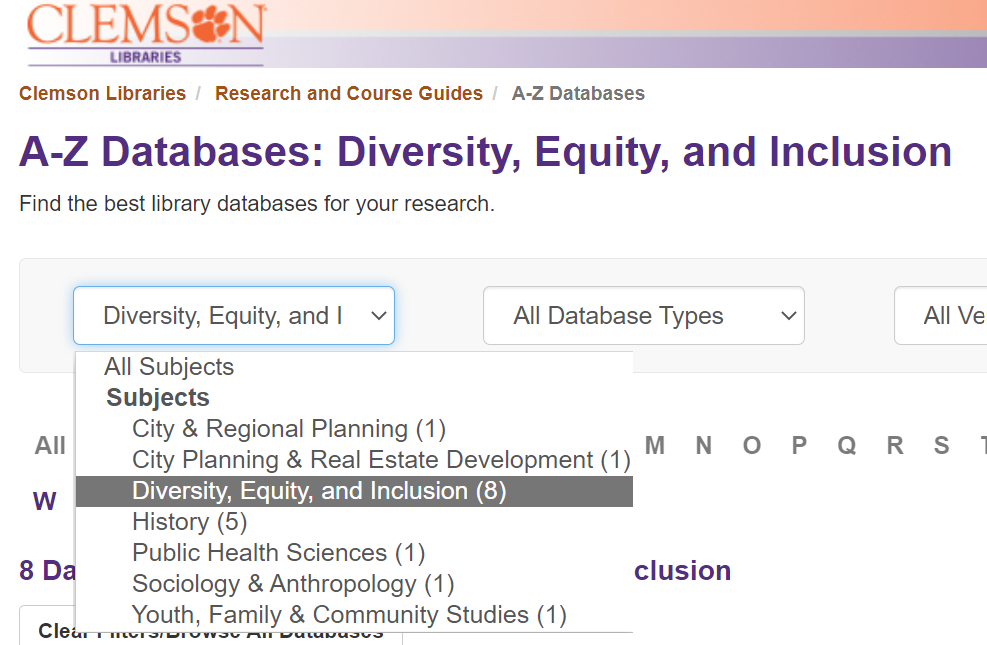 CLEMSON
LIBRARIES
Clemson Libraries / Research and Course Guides / A-Z Databases
A-Z Databases: Diversity, Equity, and Inclusion
Find the best library databases for your research.
Diversity, Equity, and I All Database Types All Ve
All Subjects
Subjects
City & Regional Planning (1)
City Planning & Real Estate Development (1)
Diversity, Equity, and Inclusion (8)
History (5)
Public Health Sciences (1)
Sociology & Anthropology (1)
Youth, Family & Community Studies (1)
All M N O P Q R S
W
8 Da clusion
Clear Filters/Browse All Databases